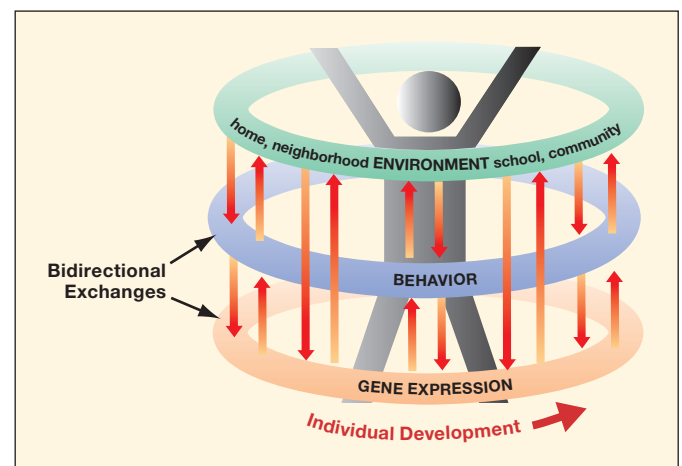 home, neighborhood ENVIRONMENT school, community
BEHAVIOR
Bidirectional
Exchanges
GENE EXPRESSION
Individual Development